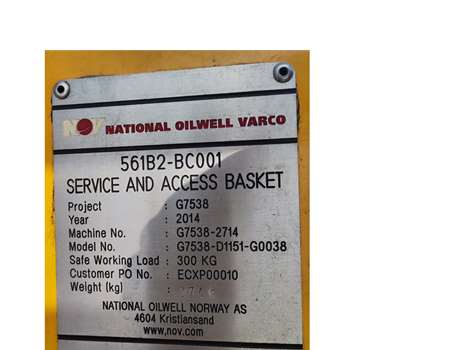 NOV NATIONAL OILWELL VARCO
561B2-BC001
SERVICE AND ACCESS BASKET
Project : G7538
Year : 2014
Machine No. : G7538-2714
Model No. : G7538-D1151-G0038
Safe Working Load : 300 KG
Customer PO No. : ECXP00010
Weight (kg) :
NATIONAL OILWELL NORWAY AS
4604 Kristiansand
www.nov.com